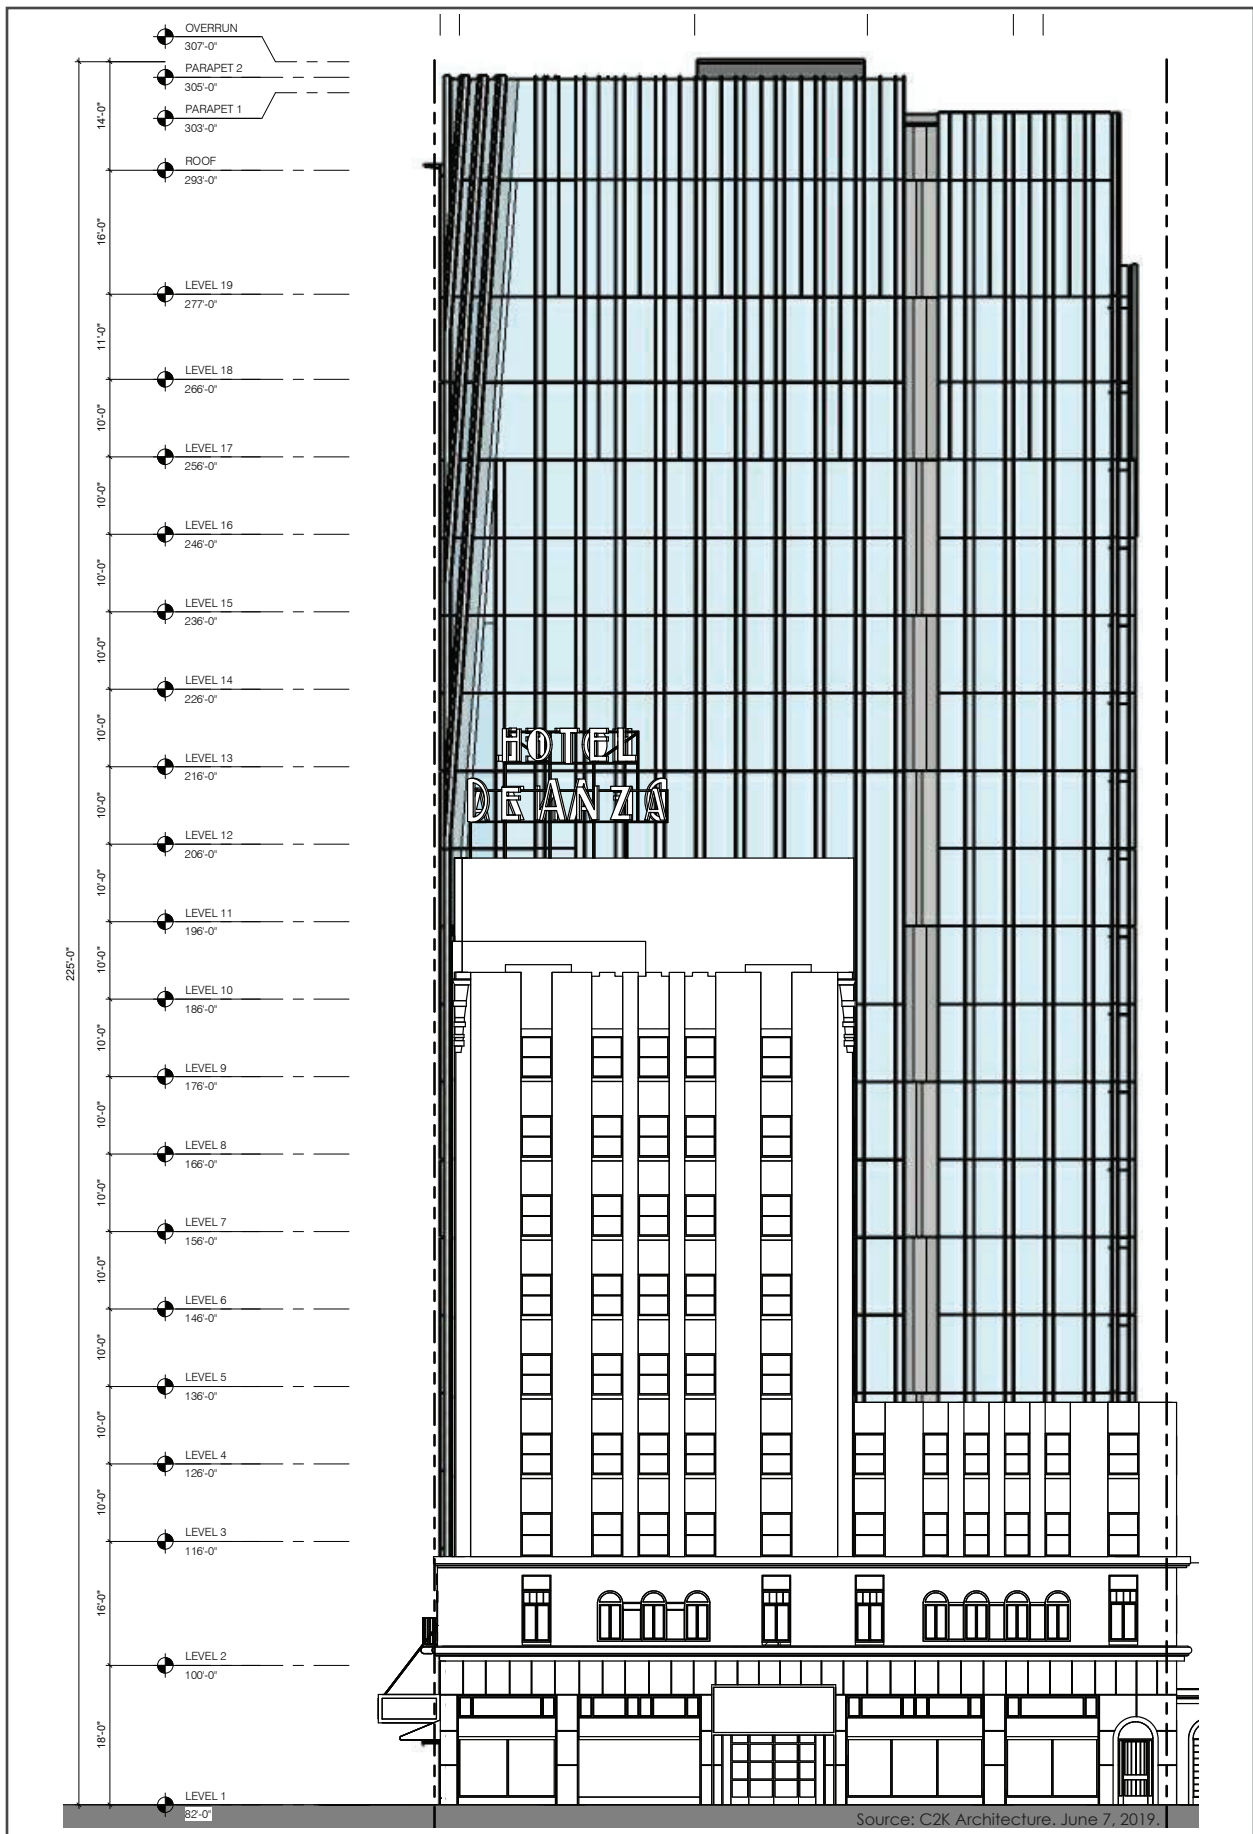 OVERRUN
307'-0"
PARAPET 2
305'-0"
PARAPET 1
303'-0"
14'-0"
ROOF
293'-0"
16'-0"
LEVEL 19
277'-0"
11'-0"
LEVEL 18
266'-0"
10'-0"
LEVEL 17
256'-0"
10'-0"
LEVEL 16
246'-0"
10'-0"
LEVEL 15
236'-0"
10'-0"
LEVEL 14
226'-0"
10'-0"
HOTEL
LEVEL 13
216'-0"
DE ANZA
10'-0"
LEVEL 12
206'-0"
10'-0"
LEVEL 11
196'-0"
225'-0"
10'-0"
LEVEL 10
186'-0"
10'-0"
LEVEL 9
176'-0"
10'-0"
LEVEL 8
166'-0"
10'-0"
LEVEL 7
156'-0"
10'-0"
LEVEL 6
146'-0"
10'-0"
LEVEL 5
136'-0"
10'-0"
LEVEL 4
126'-0"
10'-0"
LEVEL 3
116'-0"
16'-0"
LEVEL 2
100'-0"
18'-0"
LEVEL 1
82'-0"
Source: C2K Architecture. June 7, 2019.